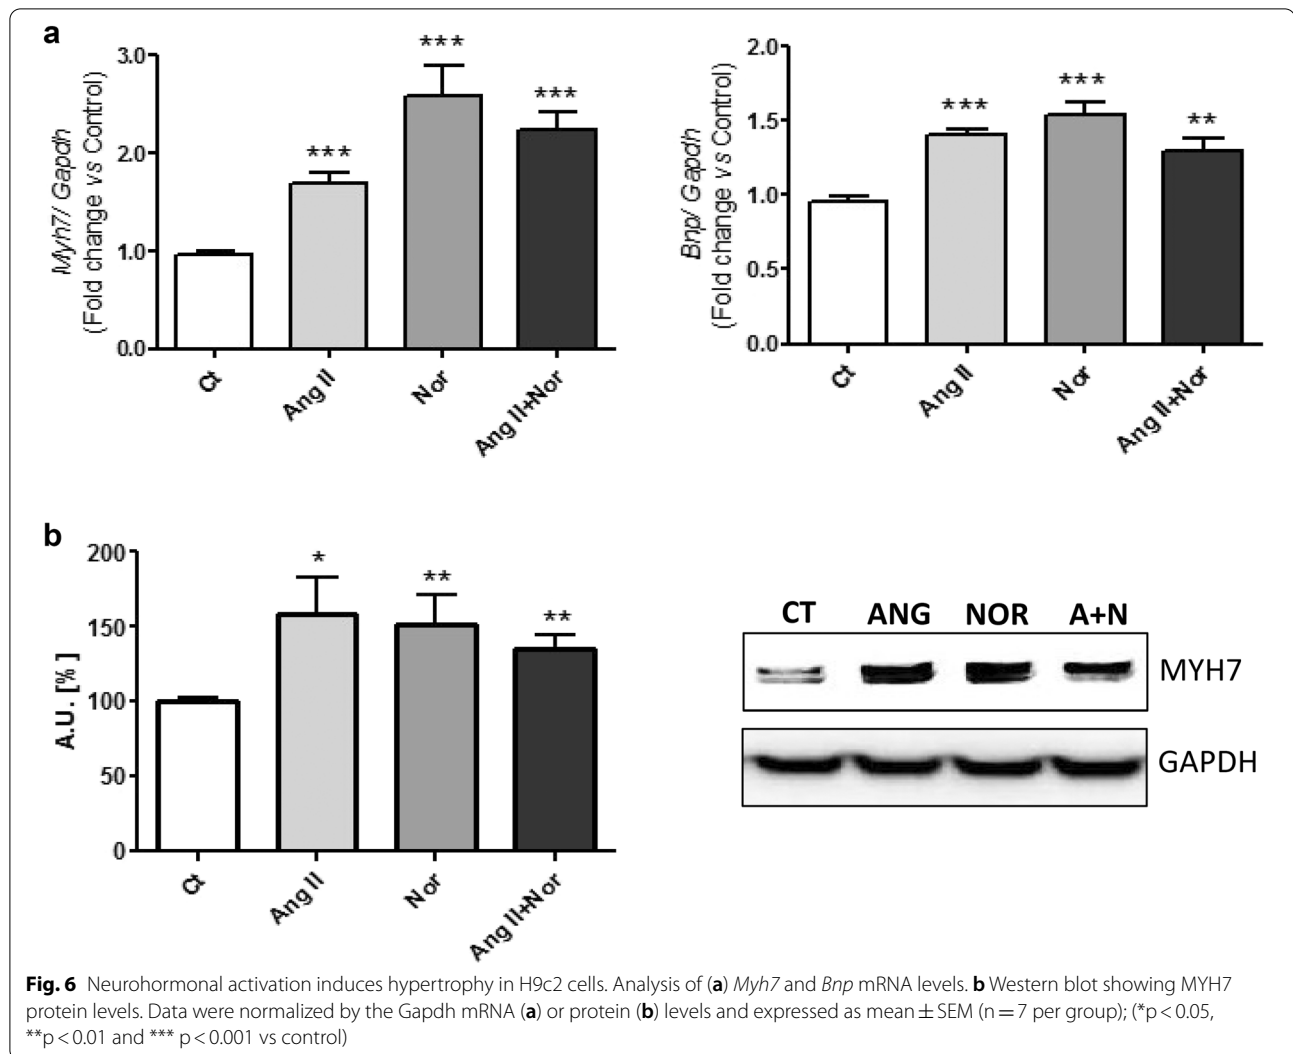 a
Myh7/ Gapdh
(Fold change vs Control)
3.0
2.0
1.0
0.0
***
***
***
Ct
Ang II
Nor
Ang II+Nor
Bnp/ Gapdh
(Fold change vs Control)
2.0
1.5
1.0
0.5
0.0
***
***
**
Ct
Ang II
Nor
Ang II+Nor
b
A.U. [% ]
200
150
100
50
0
*
**
**
Ct
Ang II
Nor
Ang II+Nor
CT ANG NOR A+N
MYH7
GAPDH
Fig. 6 Neurohormonal activation induces hypertrophy in H9c2 cells. Analysis of (a) Myh7 and Bnp mRNA levels. b Western blot showing MYH7
protein levels. Data were normalized by the Gapdh mRNA (a) or protein (b) levels and expressed as mean ± SEM (n = 7 per group); (*p < 0.05,
**p < 0.01 and *** p < 0.001 vs control)